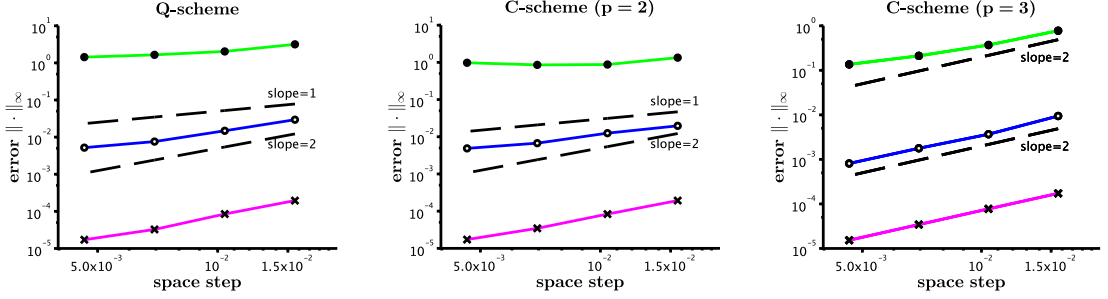 Q-scheme
10^1
10^0
10^-1
10^-2
10^-3
10^-4
10^-5
error ‖ · ‖∞
slope=1
slope=2
5.0x10^-3
10^-2
1.5x10^-2
space step
C-scheme (p = 2)
10^1
10^0
10^-1
10^-2
10^-3
10^-4
10^-5
error ‖ · ‖∞
slope=1
slope=2
5.0x10^-3
10^-2
1.5x10^-2
space step
C-scheme (p = 3)
10^0
10^-1
10^-2
10^-3
10^-4
10^-5
error ‖ · ‖∞
slope=2
slope=2
5.0x10^-3
10^-2
1.5x10^-2
space step